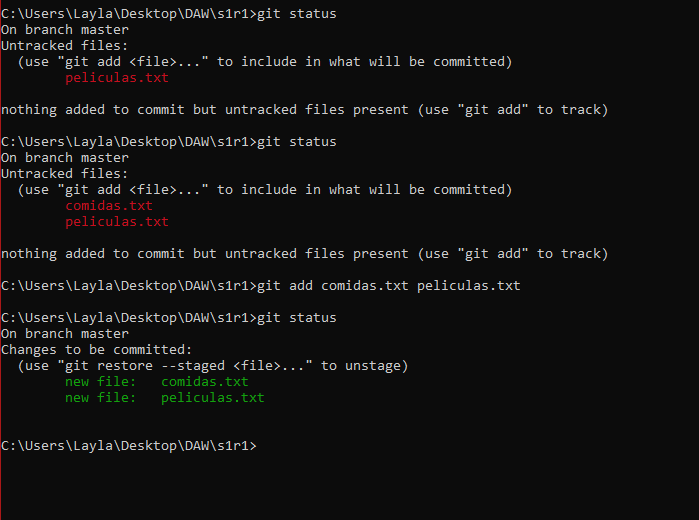 C:\Users\Layla\Desktop\DAW\s1r1>git status
On branch master
Untracked files:
  (use "git add <file>..." to include in what will be committed)
        peliculas.txt

nothing added to commit but untracked files present (use "git add" to track)

C:\Users\Layla\Desktop\DAW\s1r1>git status
On branch master
Untracked files:
  (use "git add <file>..." to include in what will be committed)
        comidas.txt
        peliculas.txt

nothing added to commit but untracked files present (use "git add" to track)

C:\Users\Layla\Desktop\DAW\s1r1>git add comidas.txt peliculas.txt

C:\Users\Layla\Desktop\DAW\s1r1>git status
On branch master
Changes to be committed:
  (use "git restore --staged <file>..." to unstage)
        new file:   comidas.txt
        new file:   peliculas.txt


C:\Users\Layla\Desktop\DAW\s1r1>